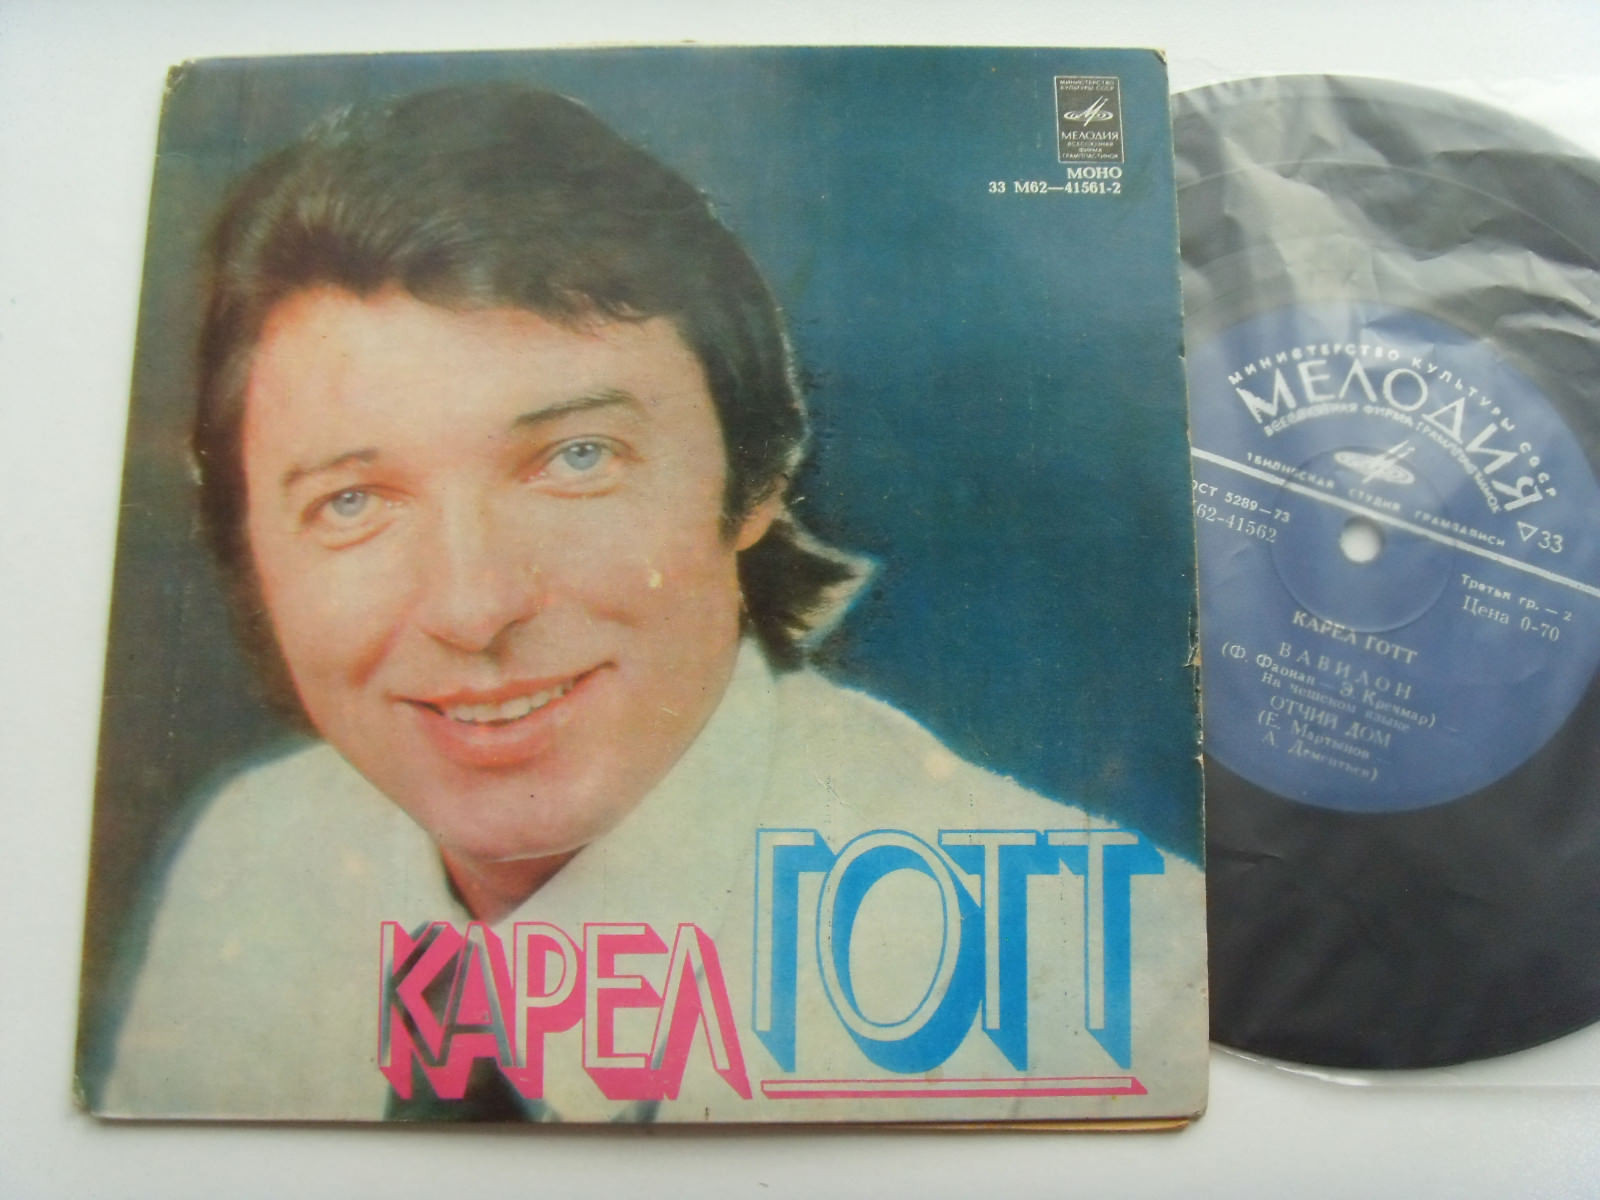 МИНИСТЕРСТВО
КУЛЬТУРЫ СССР
МЕЛОДИЯ
ВСЕСОЮЗНАЯ
ФИРМА
ГРАМПЛАСТИНОК
МОНО
33 М62—41561-2
КАРЕЛ ГОТТ
МИНИСТЕРСТВО КУЛЬТУРЫ СССР
МЕЛОДИЯ
ВСЕСОЮЗНАЯ ФИРМА ГРАМПЛАСТИНОК
ТБИЛИССКАЯ СТУДИЯ ГРАМЗАПИСИ
ОСТ 5289—73
62-41562
33
Третья гр. — 2
Цена 0-70
КАРЕЛ ГОТТ
ВАВИЛОН
(Ф. Фариан — Э. Кречмар)
На чешском языке
ОТЧИЙ ДОМ
(Е. Мартынов —
А. Дементьев)